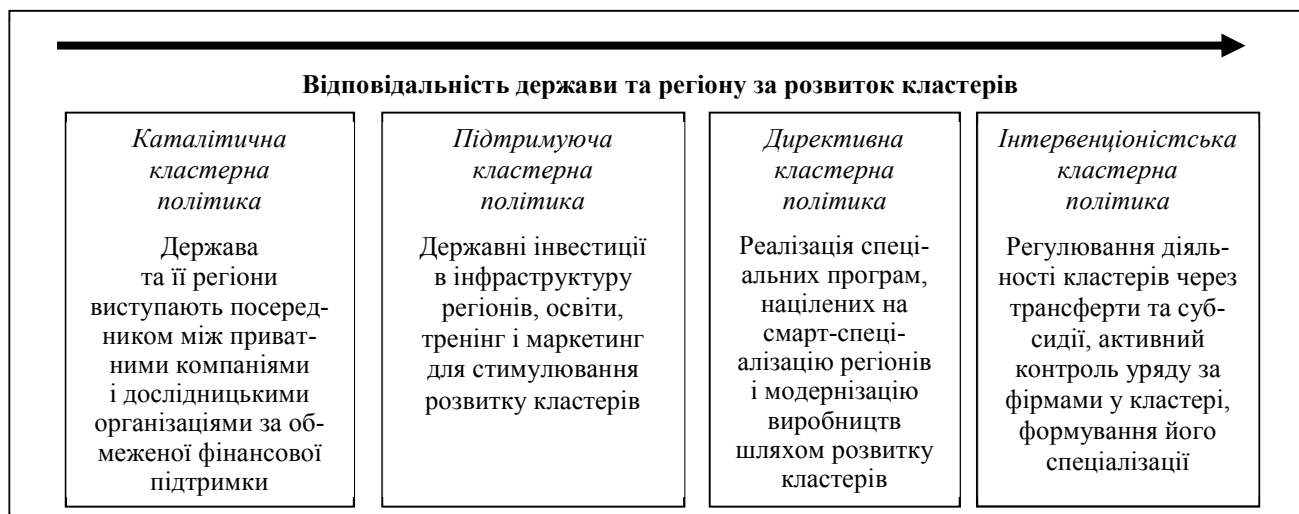 Відповідальність держави та регіону за розвиток кластерів
Каталітична
кластерна
політика
Держава
та її регіони
виступають посеред-
ником між приват-
ними компаніями
і дослідницькими
організаціями за об-
меженої фінансової
підтримки
Підтримуюча
кластерна
політика
Державні інвестиції
в інфраструктуру
регіонів, освіти,
тренінг і маркетинг
для стимулювання
розвитку кластерів
Директивна
кластерна
політика
Реалізація спеці-
альних програм,
націлених на
смарт-спеці-
алізацію регіонів
і модернізацію
виробництв
шляхом розвитку
кластерів
Інтервенціоністська
кластерна
політика
Регулювання діяль-
ності кластерів через
трансферти та суб-
сидії, активний
контроль уряду за
фірмами у кластері,
формування його
спеціалізації